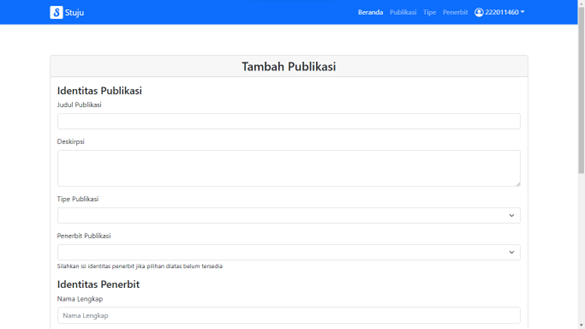 S Stuju
Beranda Publikasi Tipe Penerbit 222011460
Tambah Publikasi
Identitas Publikasi
Judul Publikasi
Deskirpsi
Tipe Publikasi
Penerbit Publikasi
Silahkan isi identitas penerbit jika pilihan diatas belum tersedia
Identitas Penerbit
Nama Lengkap
Nama Lengkap